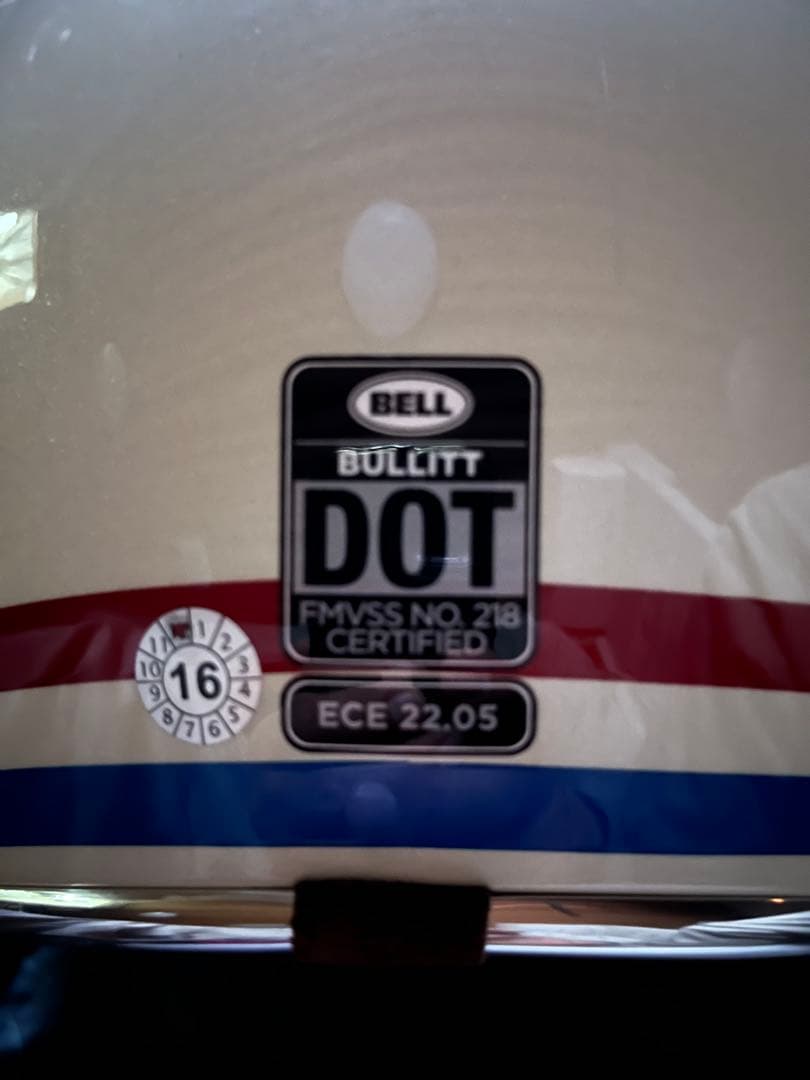 BELL
BULLITT
DOT
FMVSS NO. 218
CERTIFIED
ECE 22.05
16
1
2
3
4
5
6
7
8
9
10
11